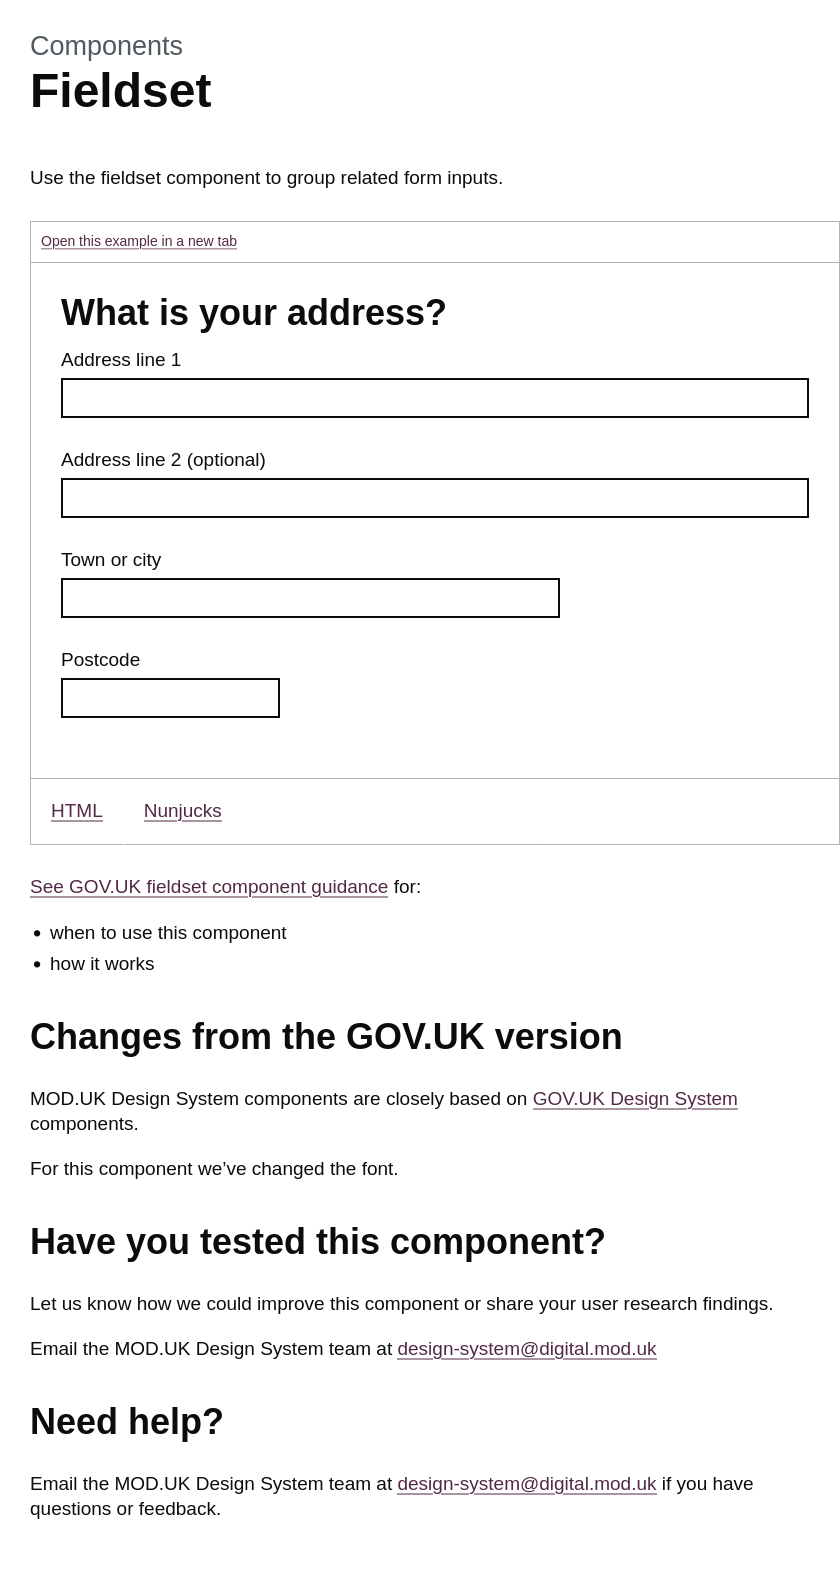 Components
Fieldset
Use the fieldset component to group related form inputs.
Open this example in a new tab
What is your address?
Address line 1
Address line 2 (optional)
Town or city
Postcode
HTML Nunjucks
See GOV.UK fieldset component guidance for:
• when to use this component
• how it works
Changes from the GOV.UK version
MOD.UK Design System components are closely based on GOV.UK Design System
components.
For this component we’ve changed the font.
Have you tested this component?
Let us know how we could improve this component or share your user research findings.
Email the MOD.UK Design System team at design-system@digital.mod.uk
Need help?
Email the MOD.UK Design System team at design-system@digital.mod.uk if you have
questions or feedback.